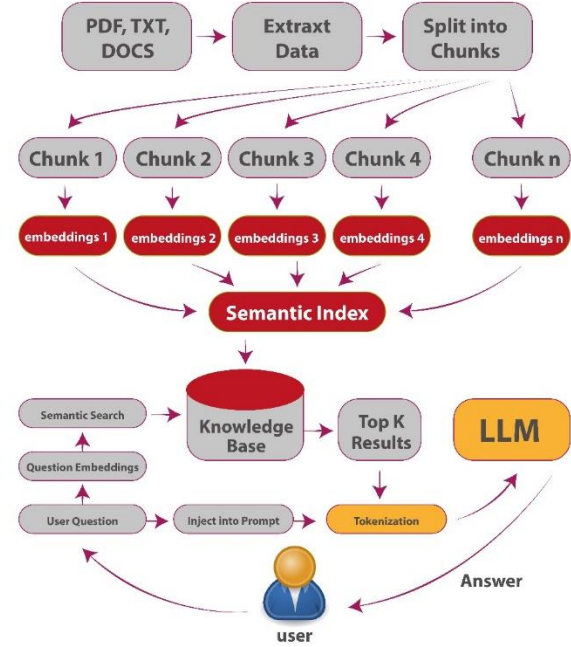 PDF, TXT,
DOCS
Extraxt
Data
Split into
Chunks
Chunk 1
Chunk 2
Chunk 3
Chunk 4
Chunk n
embeddings 1
embeddings 2
embeddings 3
embeddings 4
embeddings n
Semantic Index
Semantic Search
Knowledge
Base
Top K
Results
LLM
Question Embeddings
User Question
Inject into Prompt
Tokenization
Answer
user